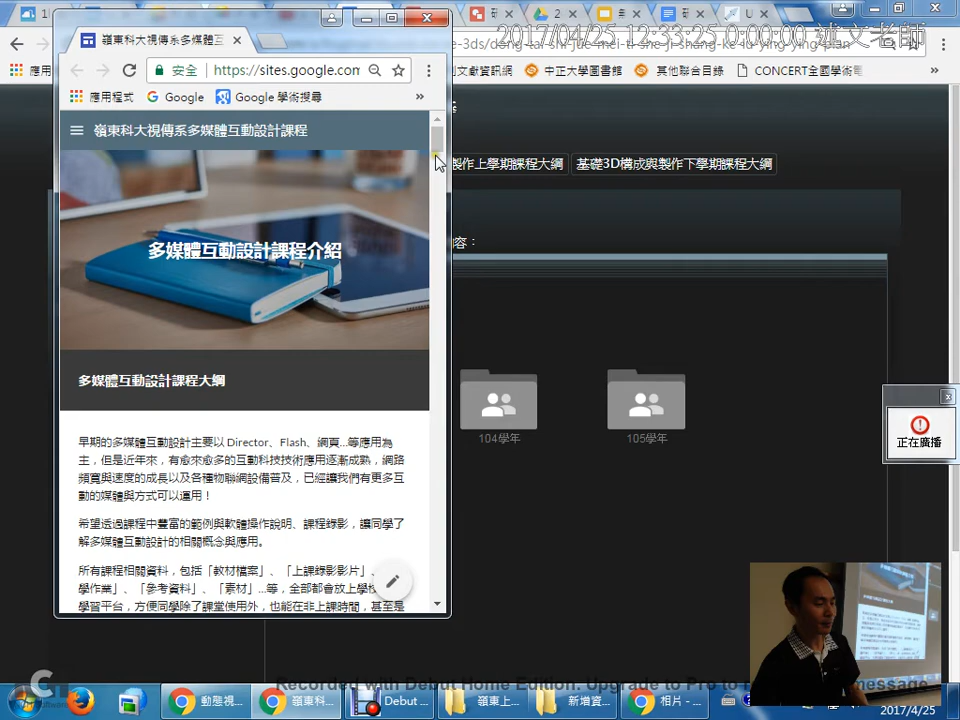 2017/04/25 12:33:25 0:00:00 述文老師
嶺東科大視傳系多媒體互
安全
https://sites.google.com
應用程式
Google
Google 學術搜尋
»
中正大學圖書館
其他聯合目錄
CONCERT全國學術電
»
嶺東科大視傳系多媒體互動設計課程
製作上學期課程大綱
基礎3D構成與製作下學期課程大綱
多媒體互動設計課程介紹
容：
多媒體互動設計課程大綱
104學年
105學年
正在廣播
早期的多媒體互動設計主要以 Director、Flash、網頁...等應用為
主，但是近年來，有愈來愈多的互動科技技術應用逐漸成熟，網路
頻寬與速度的成長以及各種物聯網設備普及，已經讓我們有更多互
動的媒體與方式可以運用！
希望透過課程中豐富的範例與軟體操作說明、課程錄影，讓同學了
解多媒體互動設計的相關概念與應用。
所有課程相關資料，包括「教材檔案」、「上課錄影影片」、
學作業」、「參考資料」、「素材」...等，全部都會放上學
學習平台，方便同學除了課堂使用外，也能在非上課時間，甚至是
Recorded with Debut Home Edition. Upgrade to Pro to
message
動態視...
嶺東科...
Debut ...
嶺東上...
新增資...
相片 - ...
2017/4/25